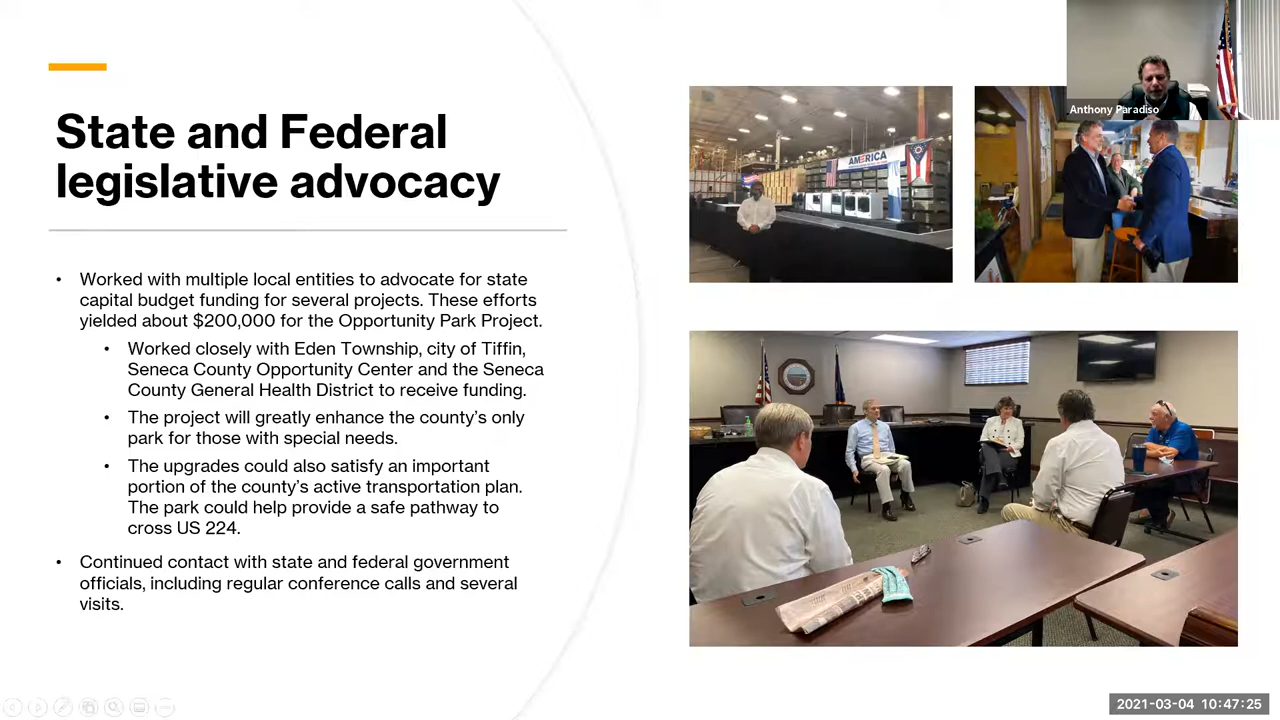 Anthony Paradiso
State and Federal
legislative advocacy
AMERICA
• Worked with multiple local entities to advocate for state
capital budget funding for several projects. These efforts
yielded about $200,000 for the Opportunity Park Project.
• Worked closely with Eden Township, city of Tiffin,
Seneca County Opportunity Center and the Seneca
County General Health District to receive funding.
• The project will greatly enhance the county's only
park for those with special needs.
• The upgrades could also satisfy an important
portion of the county's active transportation plan.
The park could help provide a safe pathway to
cross US 224.
• Continued contact with state and federal government
officials, including regular conference calls and several
visits.
2021-03-04 10:47:25